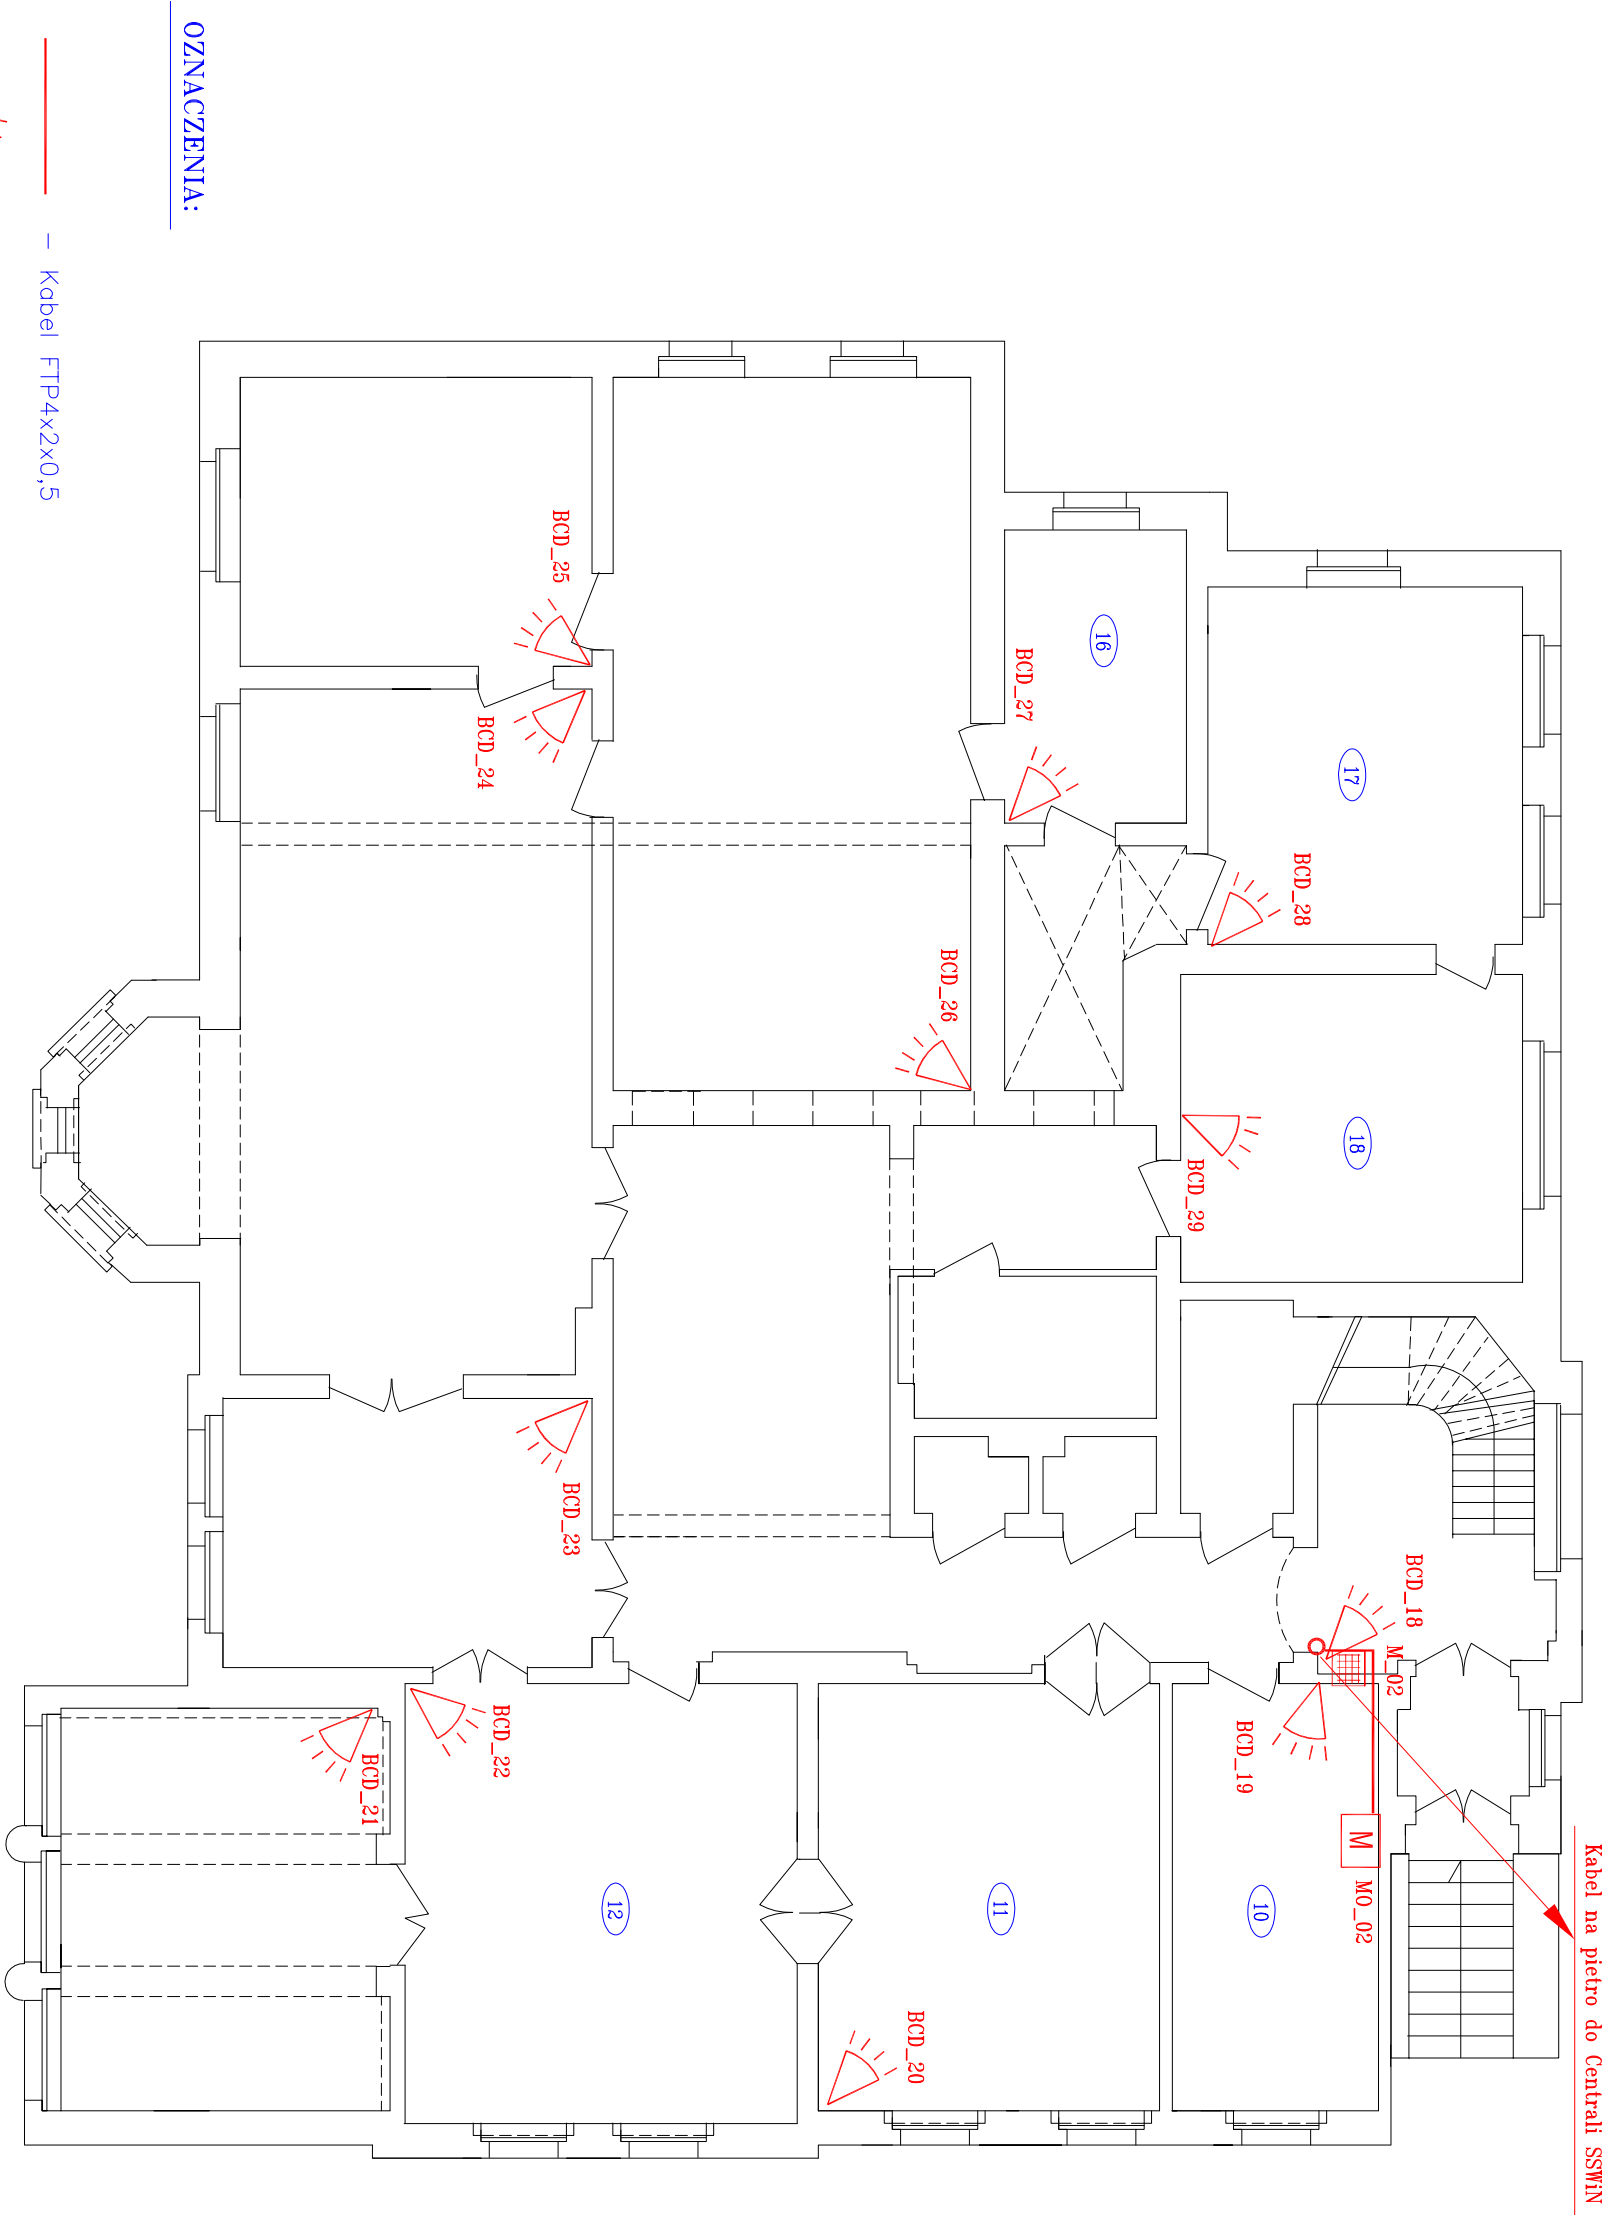 Kabel na pietro do Centrali SSWiN
BCD_18
M_02
MO_02
M
17
BCD_28
18
10
BCD_19
BCD_29
16
BCD_27
11
BCD_26
BCD_20
12
BCD_25
BCD_23
BCD_24
BCD_22
BCD_21
OZNACZENIA:
- Kabel FTP4x2x0,5